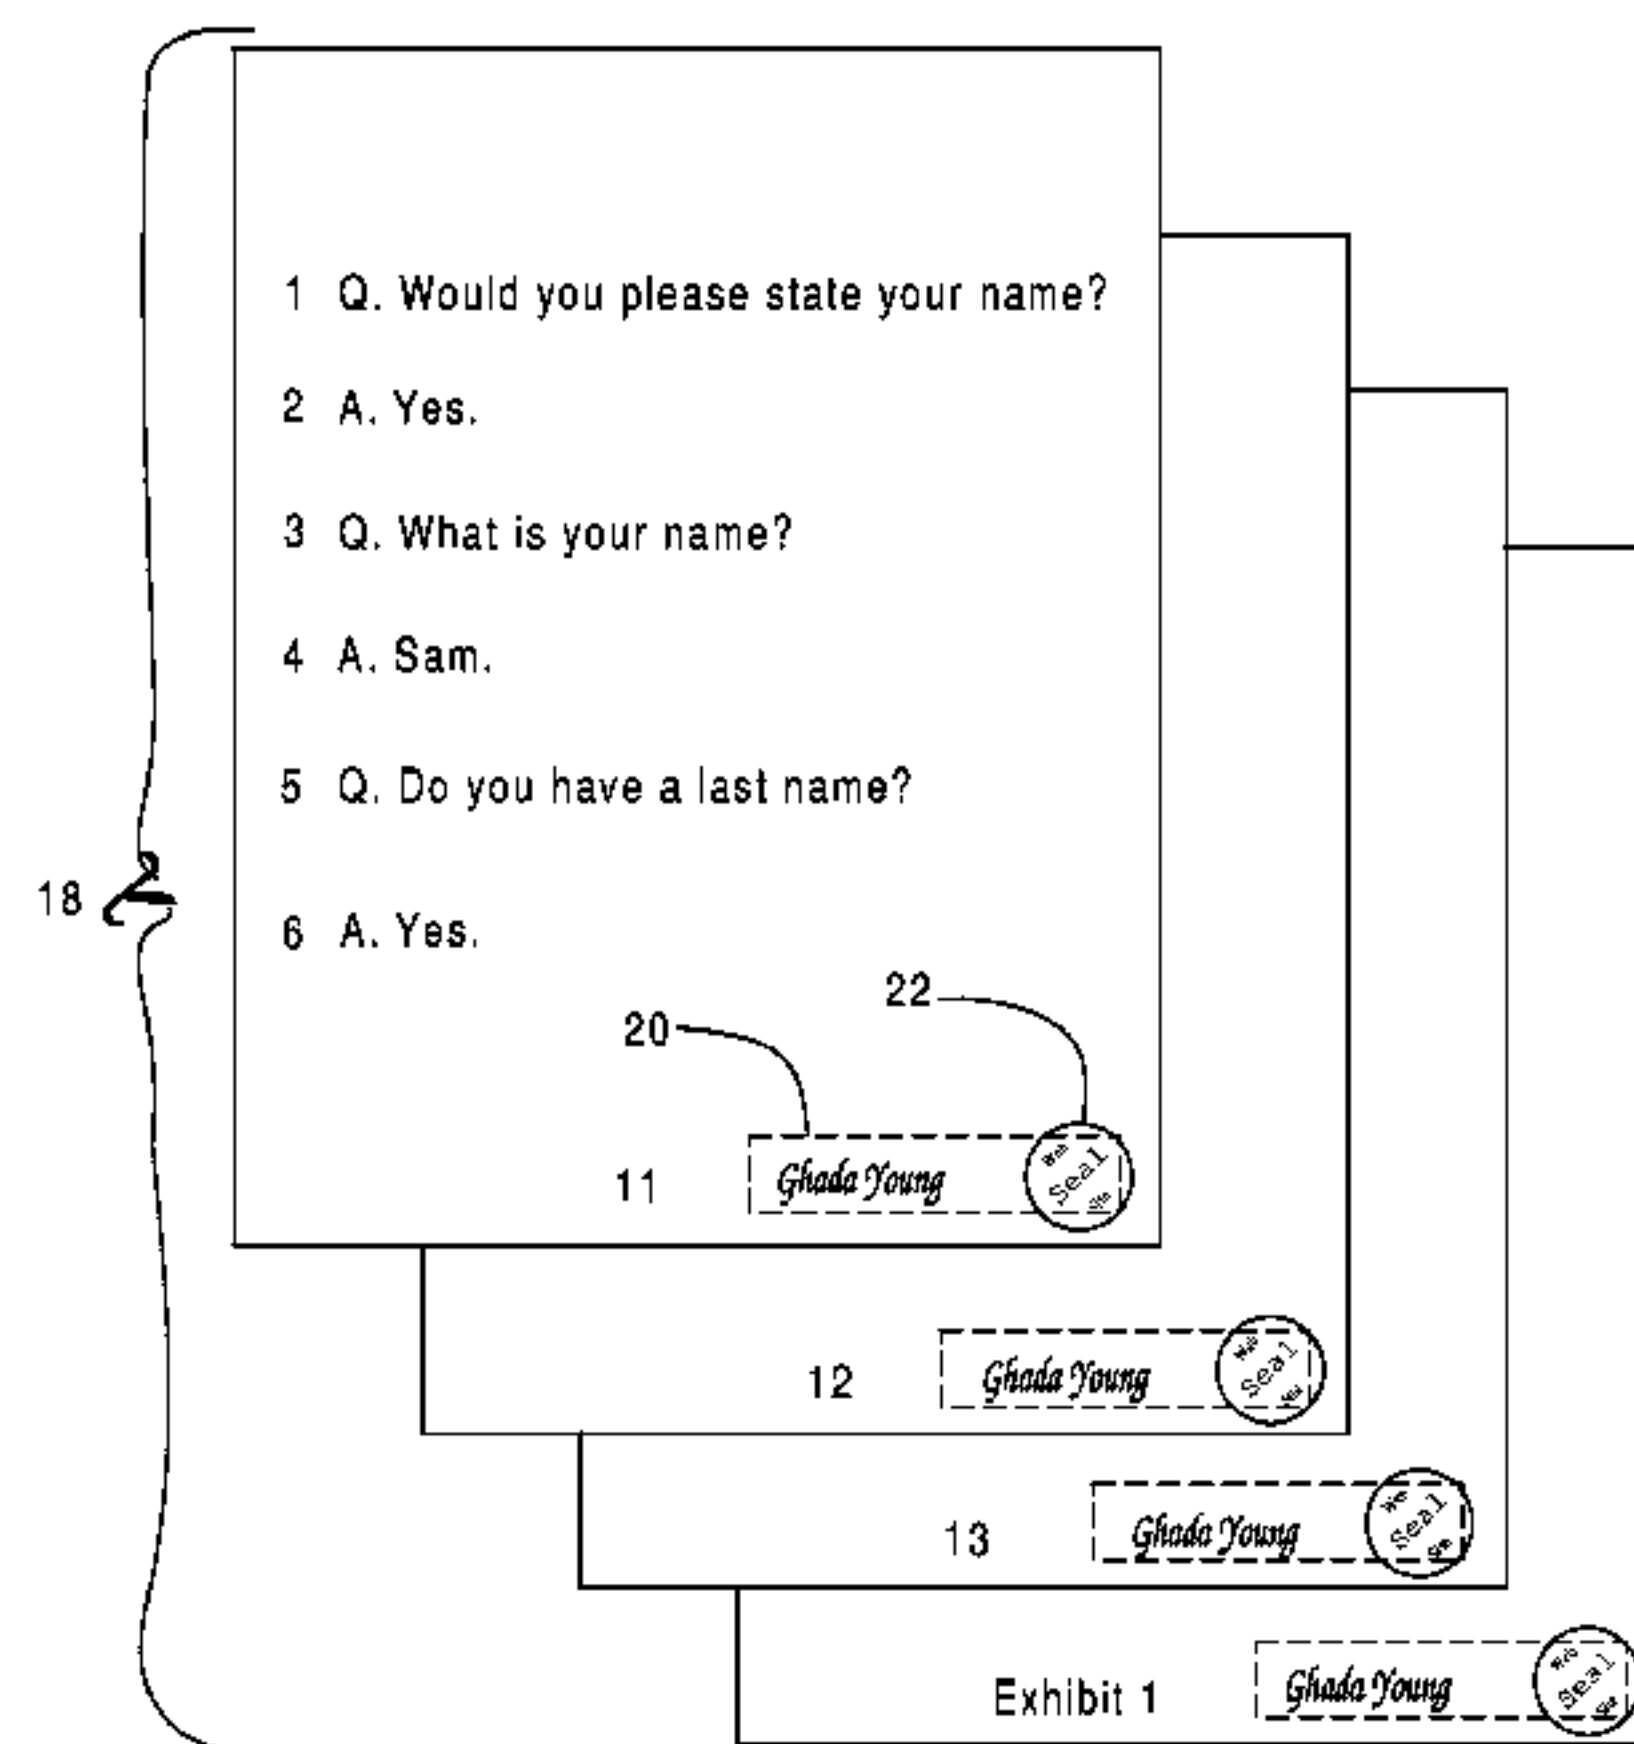 1 Q. Would you please state your name?
2 A. Yes.
3 Q. What is your name?
4 A. Sam.
5 Q. Do you have a last name?
18
6 A. Yes.
22
20
11 Ghada Young Seal
12 Ghada Young Seal
13 Ghada Young Seal
Exhibit 1 Ghada Young Seal